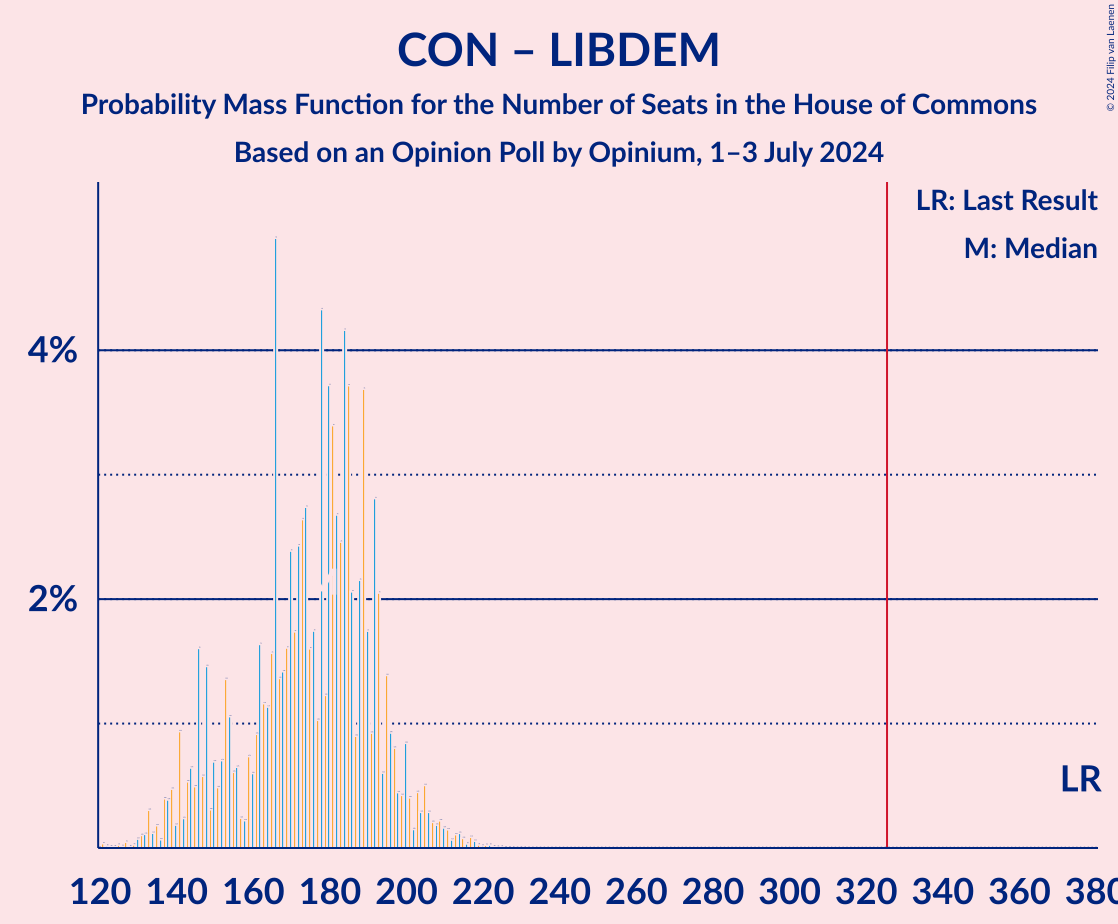 CON – LIBDEM
Probability Mass Function for the Number of Seats in the House of Commons
Based on an Opinion Poll by Opinium, 1–3 July 2024
© 2024 Filip van Laenen
LR: Last Result
M: Median
4%
2%
LR
120 140 160 180 200 220 240 260 280 300 320 340 360 380